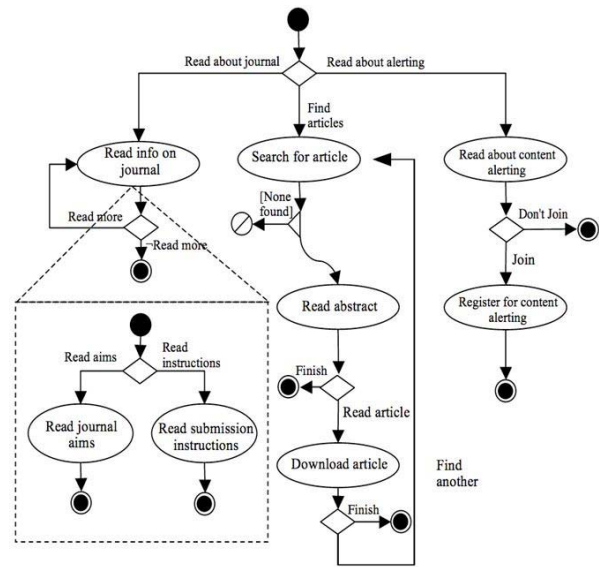 Read about journal
Read about alerting
Find
articles
Read info on
journal
Search for article
Read about content
alerting
Read more
¬Read more
[None
found]
Don't Join
Join
Read abstract
Register for content
alerting
Read aims
Read
instructions
Finish
Read article
Read journal
aims
Read submission
instructions
Download article
Find
another
Finish